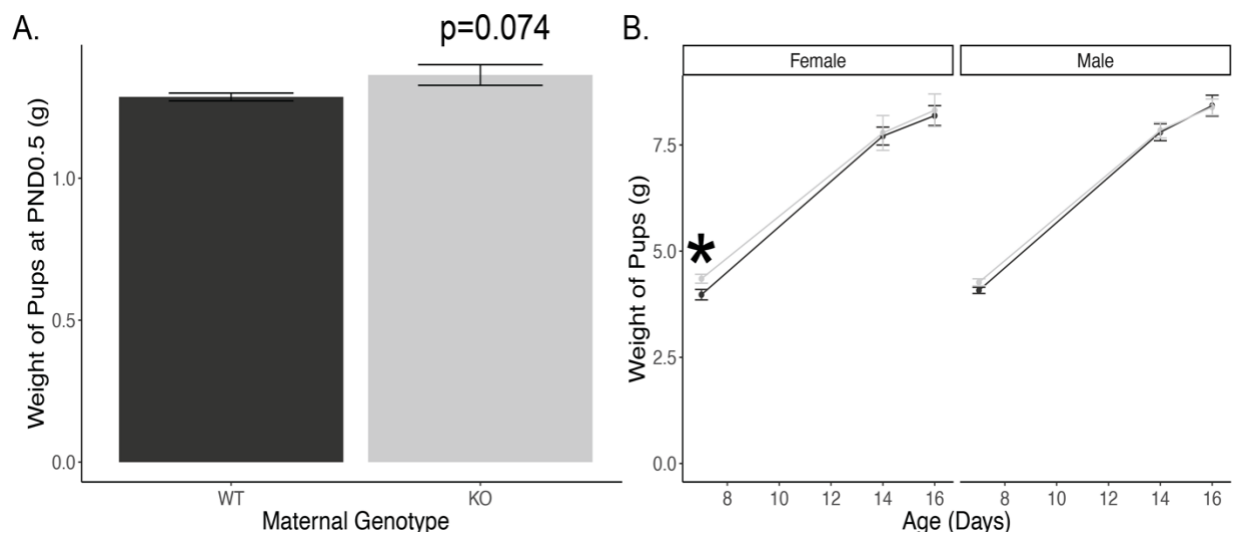 A.
p=0.074
Weight of Pups at PND0.5 (g)
1.0
0.5
0.0
WT KO
Maternal Genotype
B.
Female Male
Weight of Pups (g)
7.5
5.0
2.5
0.0
*
8 10 12 14 16 8 10 12 14 16
Age (Days)